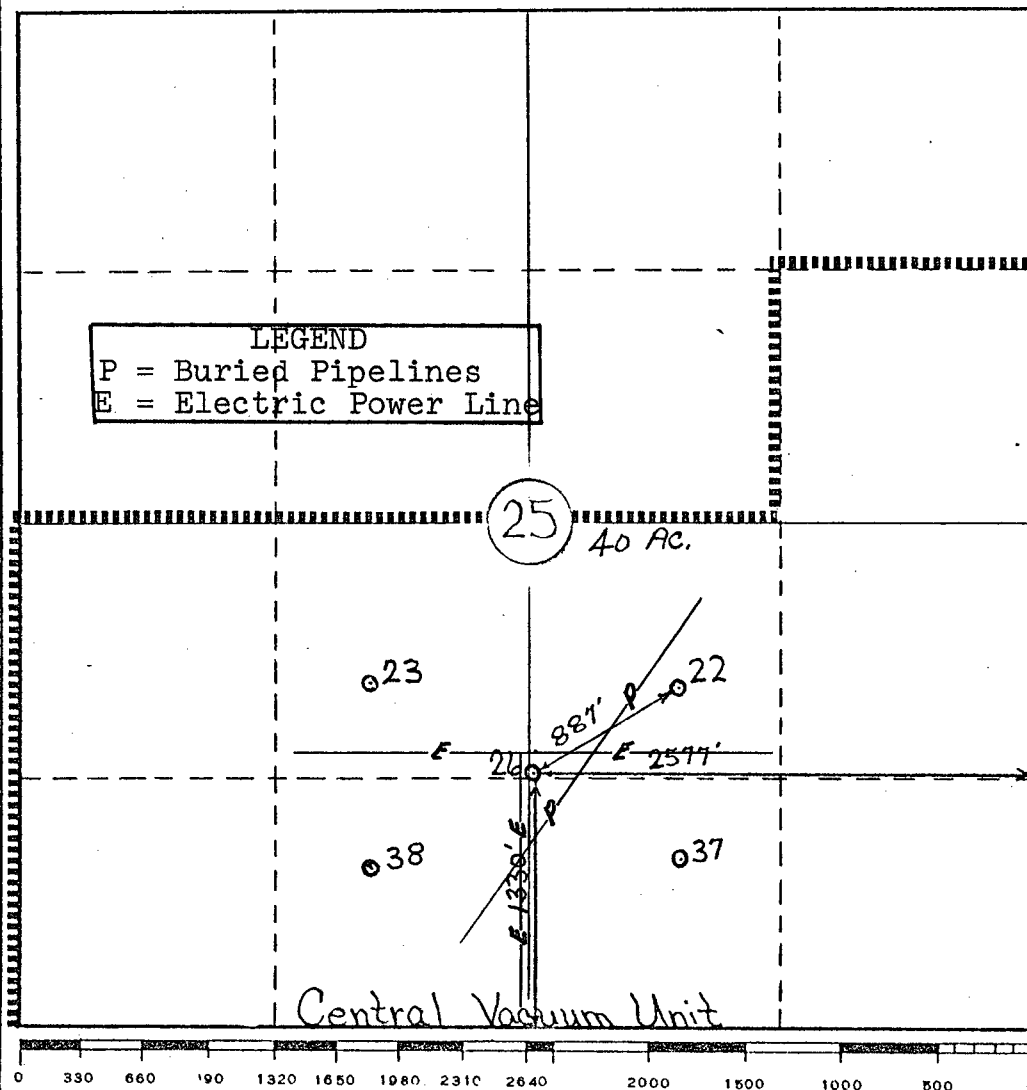 LEGEND
P = Buried Pipelines
E = Electric Power Line
25
40 AC.
23
22
P
887'
E
E
2577'
26
P
E 1330' E
38
37
Central Vacuum Unit
0 330 660 '90 1320 1650 1980. 2310 2640 2000 1500 1000 500